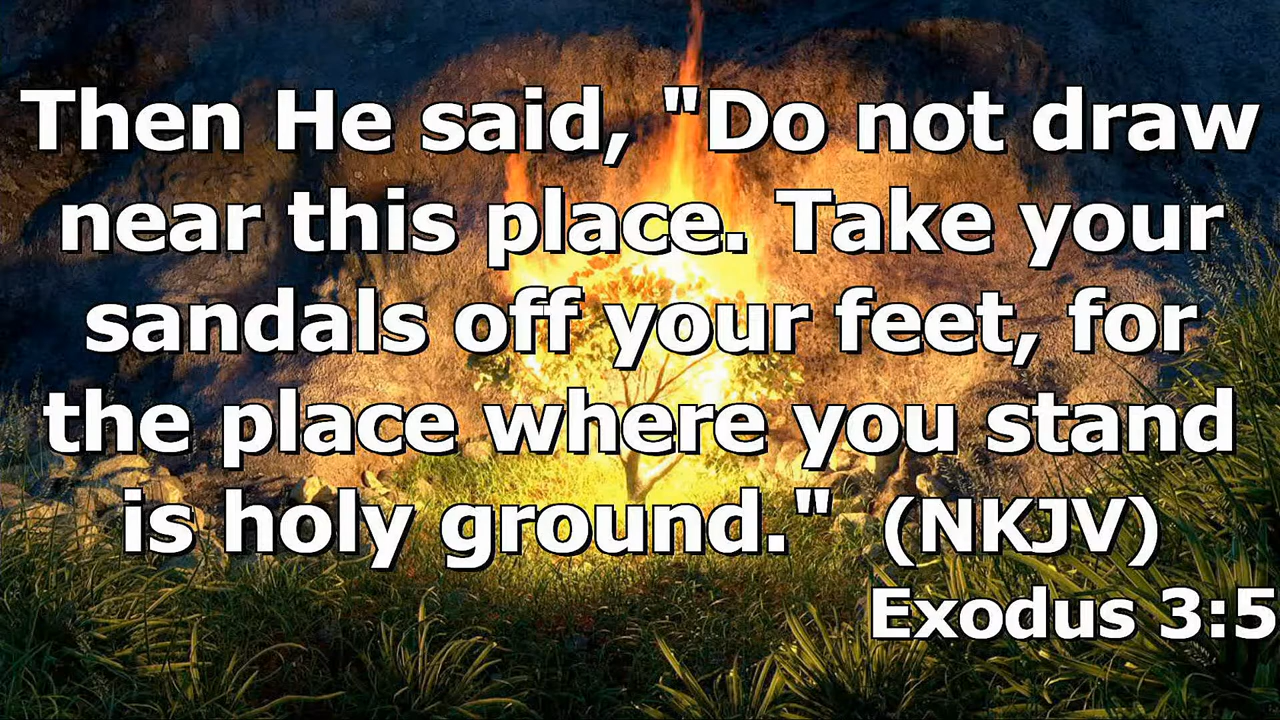 Then He said, "Do not draw
near this place. Take your
sandals off your feet, for
the place where you stand
is holy ground." (NKJV)
Exodus 3:5